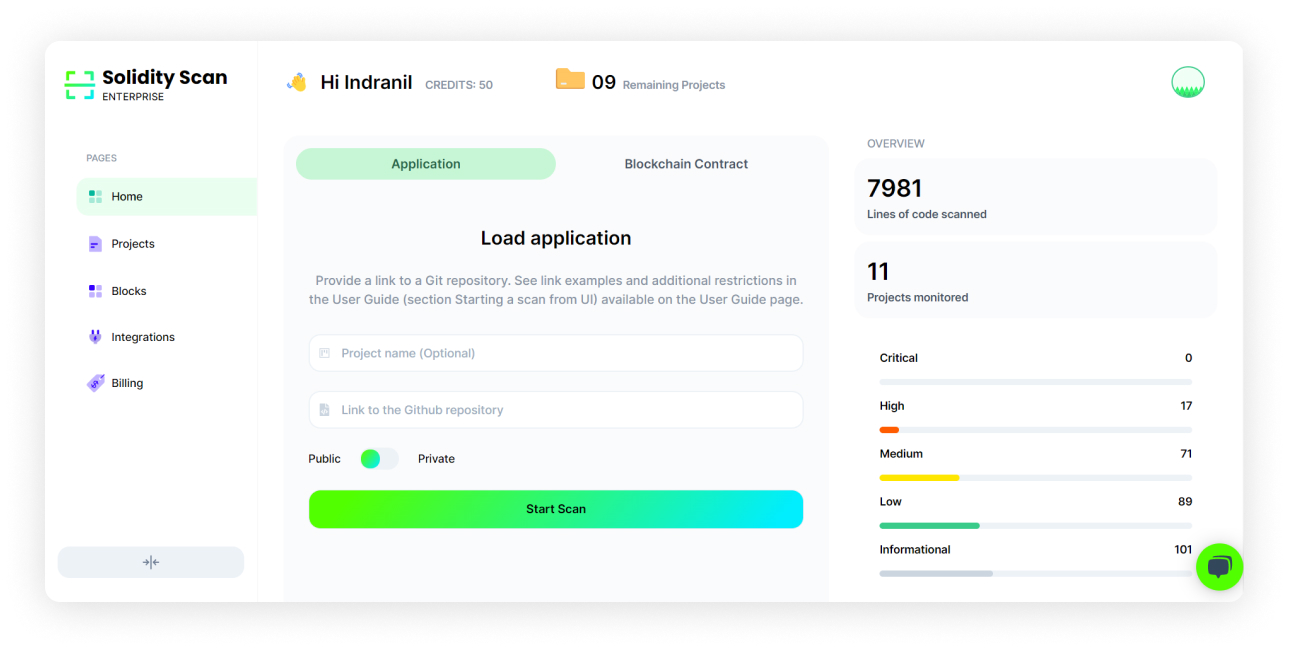 Solidity Scan
ENTERPRISE
Hi Indranil CREDITS: 50
09 Remaining Projects
PAGES
Home
Projects
Blocks
Integrations
Billing
Application
Blockchain Contract
Load application
Provide a link to a Git repository. See link examples and additional restrictions in
the User Guide (section Starting a scan from UI) available on the User Guide page.
Project name (Optional)
Link to the Github repository
Public Private
Start Scan
OVERVIEW
7981
Lines of code scanned
11
Projects monitored
Critical 0
High 17
Medium 71
Low 89
Informational 101